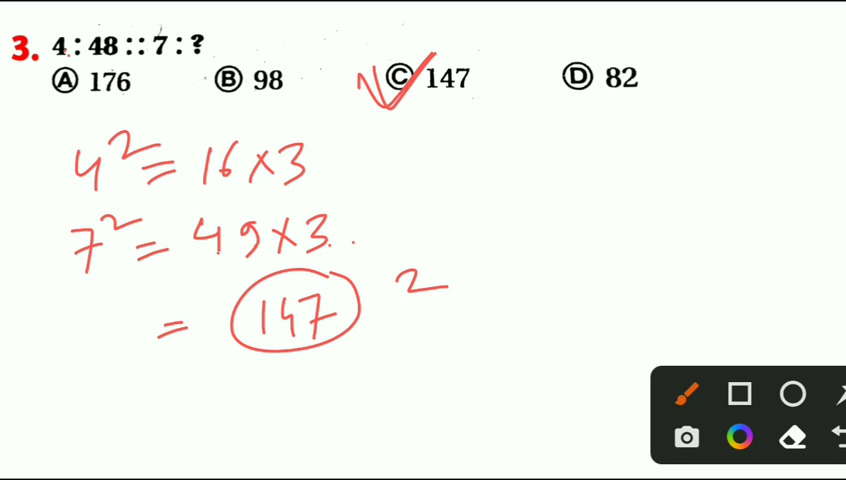 3. 4 : 48 : : 7 : ?
Ⓐ 176 Ⓑ 98 Ⓒ 147 Ⓓ 82
4² = 16 × 3
7² = 49 × 3.
= 147 2